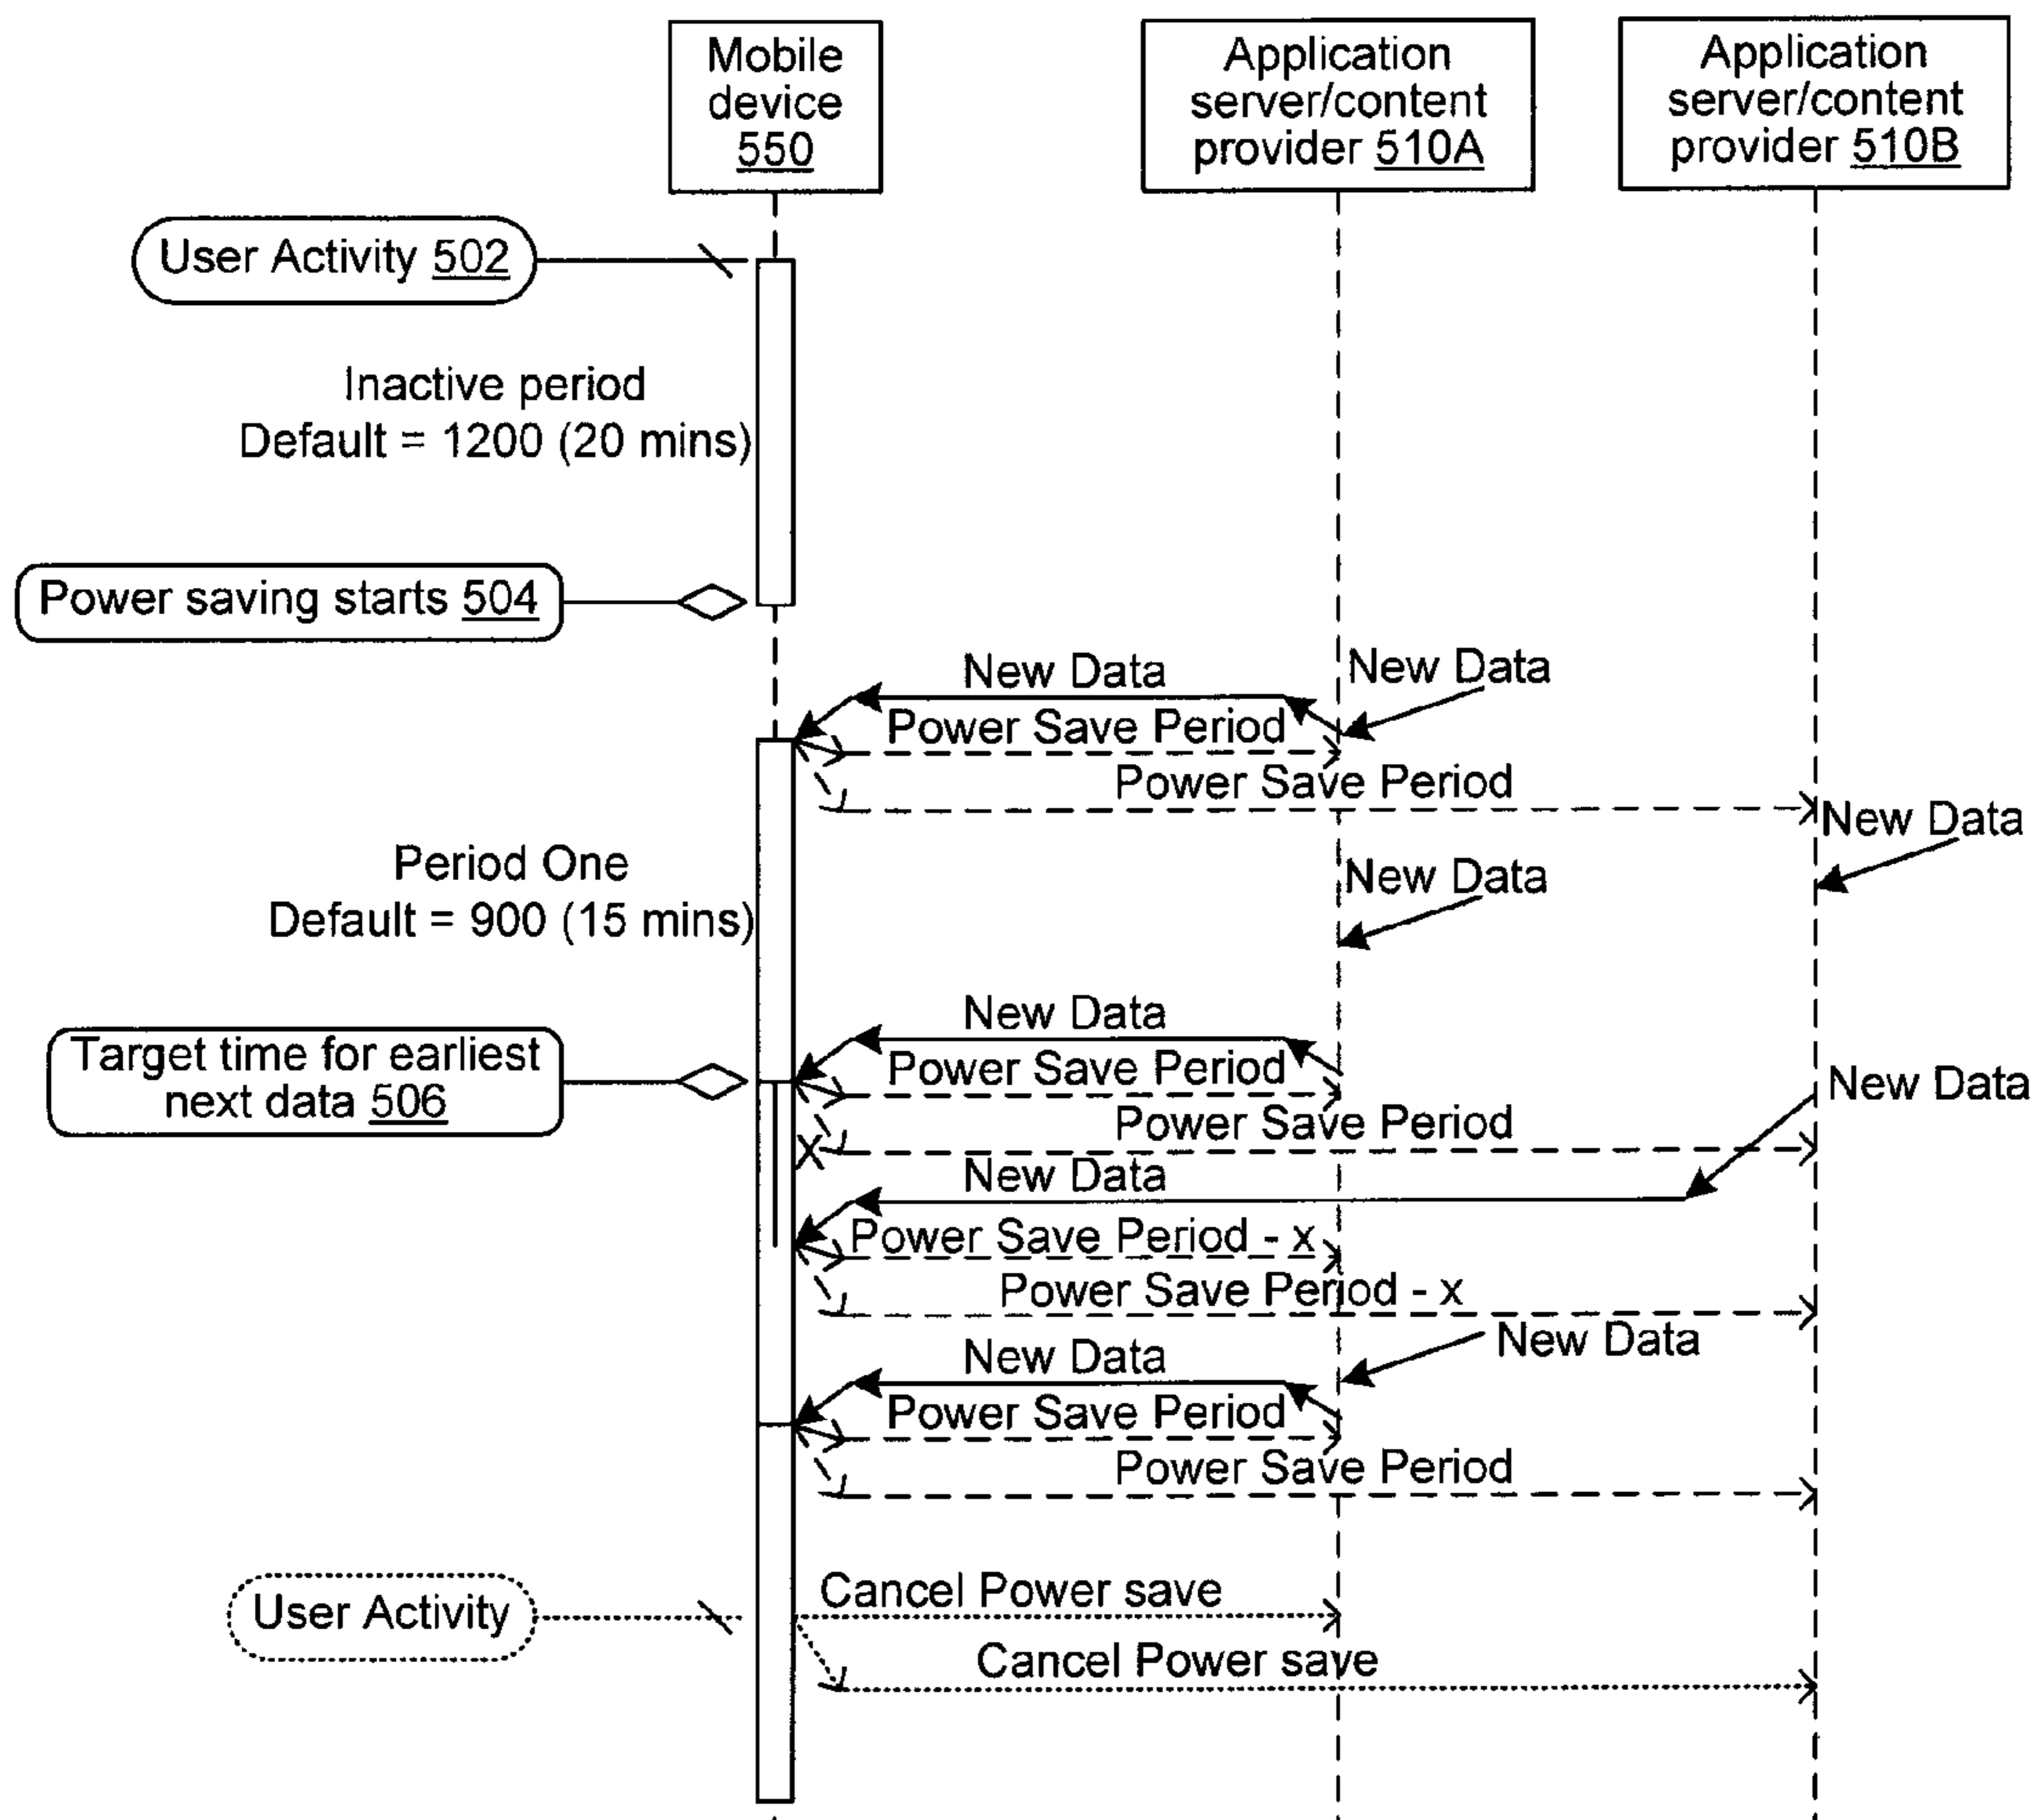 Mobile
device
550
Application
server/content
provider 510A
Application
server/content
provider 510B
User Activity 502
Inactive period
Default = 1200 (20 mins)
Power saving starts 504
New Data
New Data
Power Save Period
Power Save Period
New Data
Period One
Default = 900 (15 mins)
New Data
New Data
Target time for earliest
next data 506
Power Save Period
New Data
Power Save Period
X
New Data
Power Save Period - x
Power Save Period - x
New Data
New Data
Power Save Period
Power Save Period
User Activity
Cancel Power save
Cancel Power save